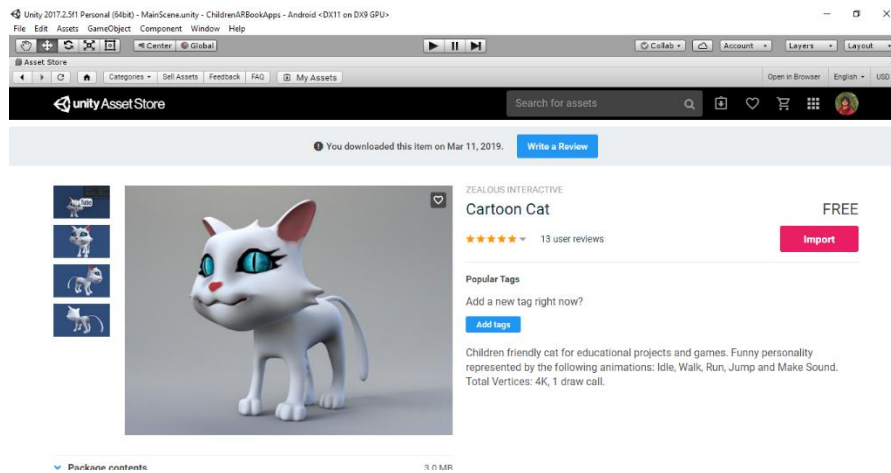 Unity 2017.2.5f1 Personal (64bit) - MainScene.unity - ChildrenARBookApps - Android <DX11 on DX9 GPU>
File Edit Assets GameObject Component Window Help
Center Global Collab Account Layers Layout
Asset Store
Categories Sell Assets Feedback FAQ My Assets Open in Browser English USD
unity Asset Store Search for assets
You downloaded this item on Mar 11, 2019. Write a Review
ZEALOUS INTERACTIVE
Cartoon Cat FREE
13 user reviews Import
Popular Tags
Add a new tag right now?
Add tags
Children friendly cat for educational projects and games. Funny personality
represented by the following animations: Idle, Walk, Run, Jump and Make Sound.
Total Vertices: 4K, 1 draw call.
Package contents 3.0 MB